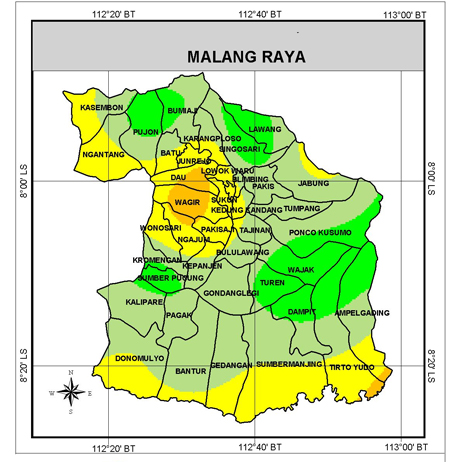 112°20' BT 112°40' BT 113°00' BT
MALANG RAYA
KASEMBON
BUMIAJI
PUJON
LAWANG
KARANGPLOSO
SINGOSARI
NGANTANG
BATU
JUNREJO
LOWOK WARU
DAU
BLIMBING
PAKIS
JABUNG
8°00' LS
8°00' LS
WAGIR
SUKUN
KEDUNG KANDANG
TUMPANG
WONOSARI
PAKISAJI
TAJINAN
PONCO KUSUMO
NGAJUM
KROMENGAN
KEPANJEN
BULULAWANG
WAJAK
SUMBER PUCUNG
TUREN
GONDANGLEGI
KALIPARE
PAGAK
DAMPIT
AMPELGADING
DONOMULYO
BANTUR
GEDANGAN
SUMBERMANJING
TIRTO YUDO
8°20' LS
8°20' LS
N
W E
S
112°20' BT 112°40' BT 113°00' BT